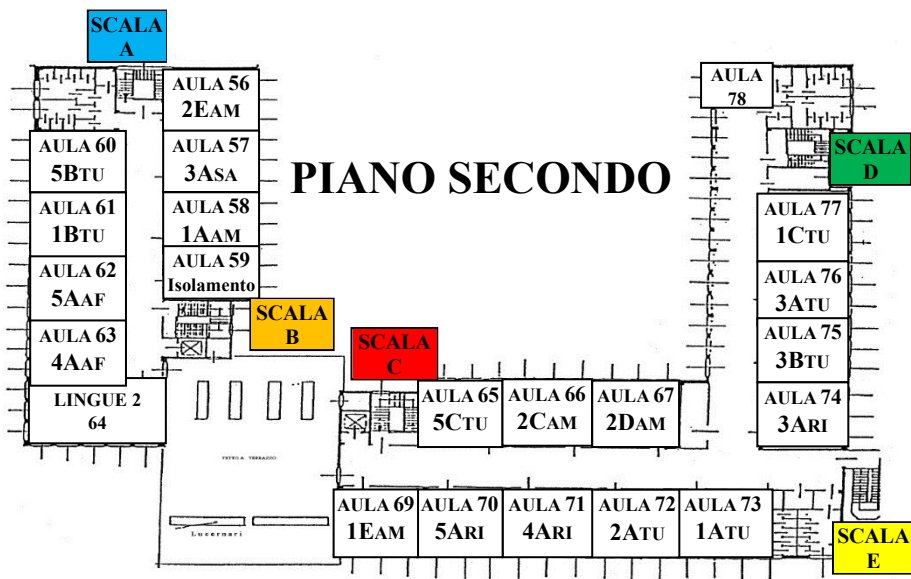 SCALA
A
AULA 56
2EAM
AULA 57
3ASA
AULA 58
1AAM
AULA 59
Isolamento
AULA 60
5BTU
AULA 61
1BTU
AULA 62
5AAF
AULA 63
4AAF
LINGUE 2
64
SCALA
B
PIANO SECONDO
AULA
78
SCALA
D
AULA 77
1CTU
AULA 76
3ATU
AULA 75
3BTU
AULA 74
3ARI
SCALA
C
AULA 65
5CTU
AULA 66
2CAM
AULA 67
2DAM
TETTO A TERRAZZO
Lucernari
AULA 69
1EAM
AULA 70
5ARI
AULA 71
4ARI
AULA 72
2ATU
AULA 73
1ATU
SCALA
E